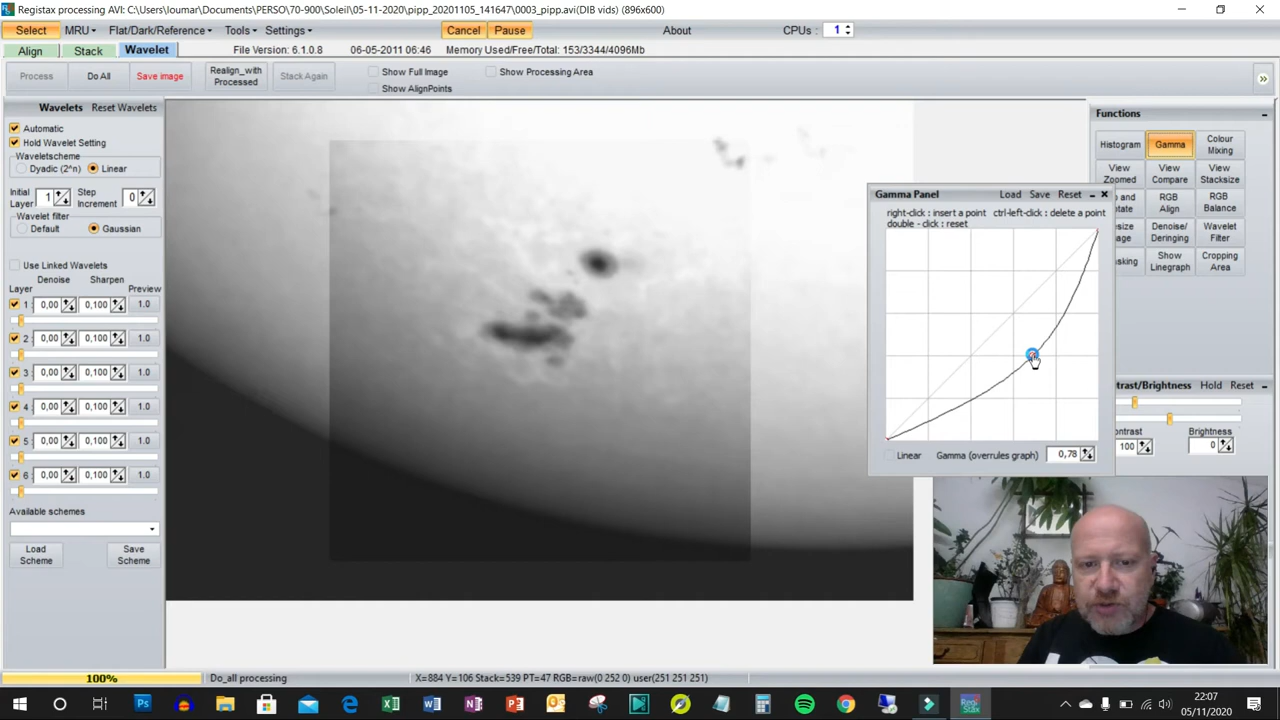 Registax processing AVI: C:\Users\loumar\Documents\PERSO\70-900\Soleil\05-11-2020\pipp_20201105_141647\0003_pipp.avi(DIB vids) (896x600)
Select MRU Flat/Dark/Reference Tools Settings Cancel Pause About CPUs: 1
Align Stack Wavelet File Version: 6.1.0.8 06-05-2011 06:46 Memory Used/Free/Total: 153/3344/4096Mb
Process Do All Save image Realign_with Processed Stack Again Show Full Image Show Processing Area
Show AlignPoints
Wavelets Reset Wavelets
Automatic
Hold Wavelet Setting
Waveletscheme
Dyadic (2^n) Linear
Initial Layer 1 Step Increment 0
Wavelet filter
Default Gaussian
Use Linked Wavelets
Denoise Sharpen
Layer Preview
1 : 0,00 0,100 1.0
2 : 0,00 0,100 1.0
3 : 0,00 0,100 1.0
4 : 0,00 0,100 1.0
5 : 0,00 0,100 1.0
6 : 0,00 0,100 1.0
Available schemes
Load Scheme Save Scheme
Functions
Histogram Gamma Colour Mixing
View Zoomed View Compare View Stacksize
RGB Align RGB Balance
Denoise/ Deringing Wavelet Filter
Show Linegraph Cropping Area
Gamma Panel Load Save Reset
right-click : insert a point ctrl-left-click : delete a point
double - click : reset
Linear Gamma (overrules graph) 0,78
Brightness Hold Reset
Brightness
100 0
100% Do_all processing X=884 Y=106 Stack=539 PT=47 RGB=raw(0 252 0) user(251 251 251)
22:07
05/11/2020